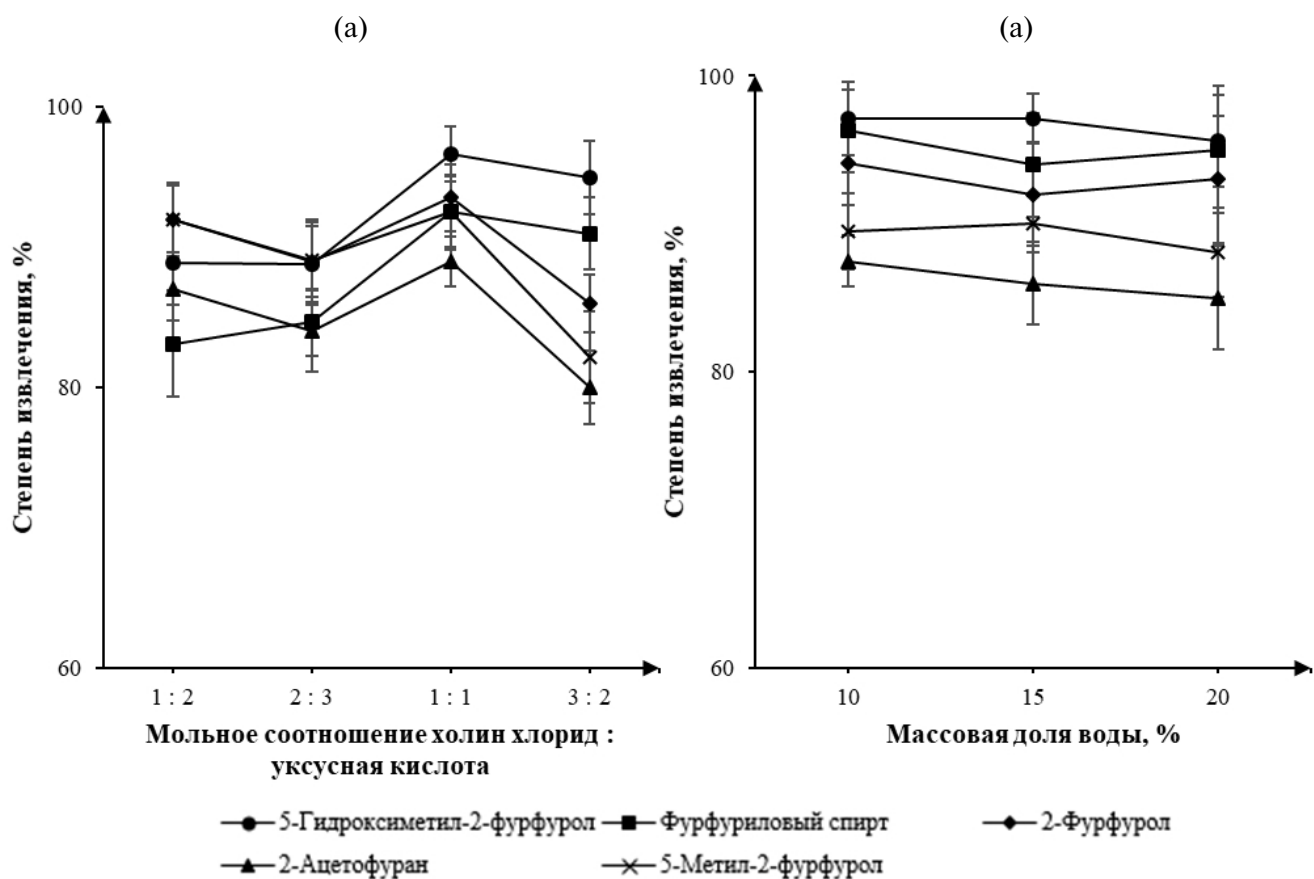 (а)
100
80
60
Степень извлечения, %
1 : 2 2 : 3 1 : 1 3 : 2
Мольное соотношение холин хлорид :
уксусная кислота
(а)
100
80
60
Степень извлечения, %
10 15 20
Массовая доля воды, %
5-Гидроксиметил-2-фурфурол Фурфуриловый спирт 2-Фурфурол
2-Ацетофуран 5-Метил-2-фурфурол